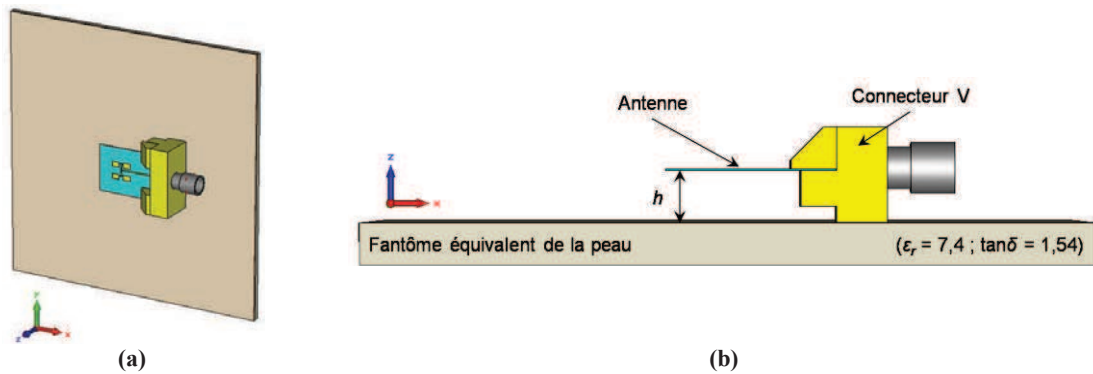 Antenne
Connecteur V
z
h
x
Fantôme équivalent de la peau
(εr = 7,4 ; tanδ = 1,54)
y
x
z
(a)
(b)